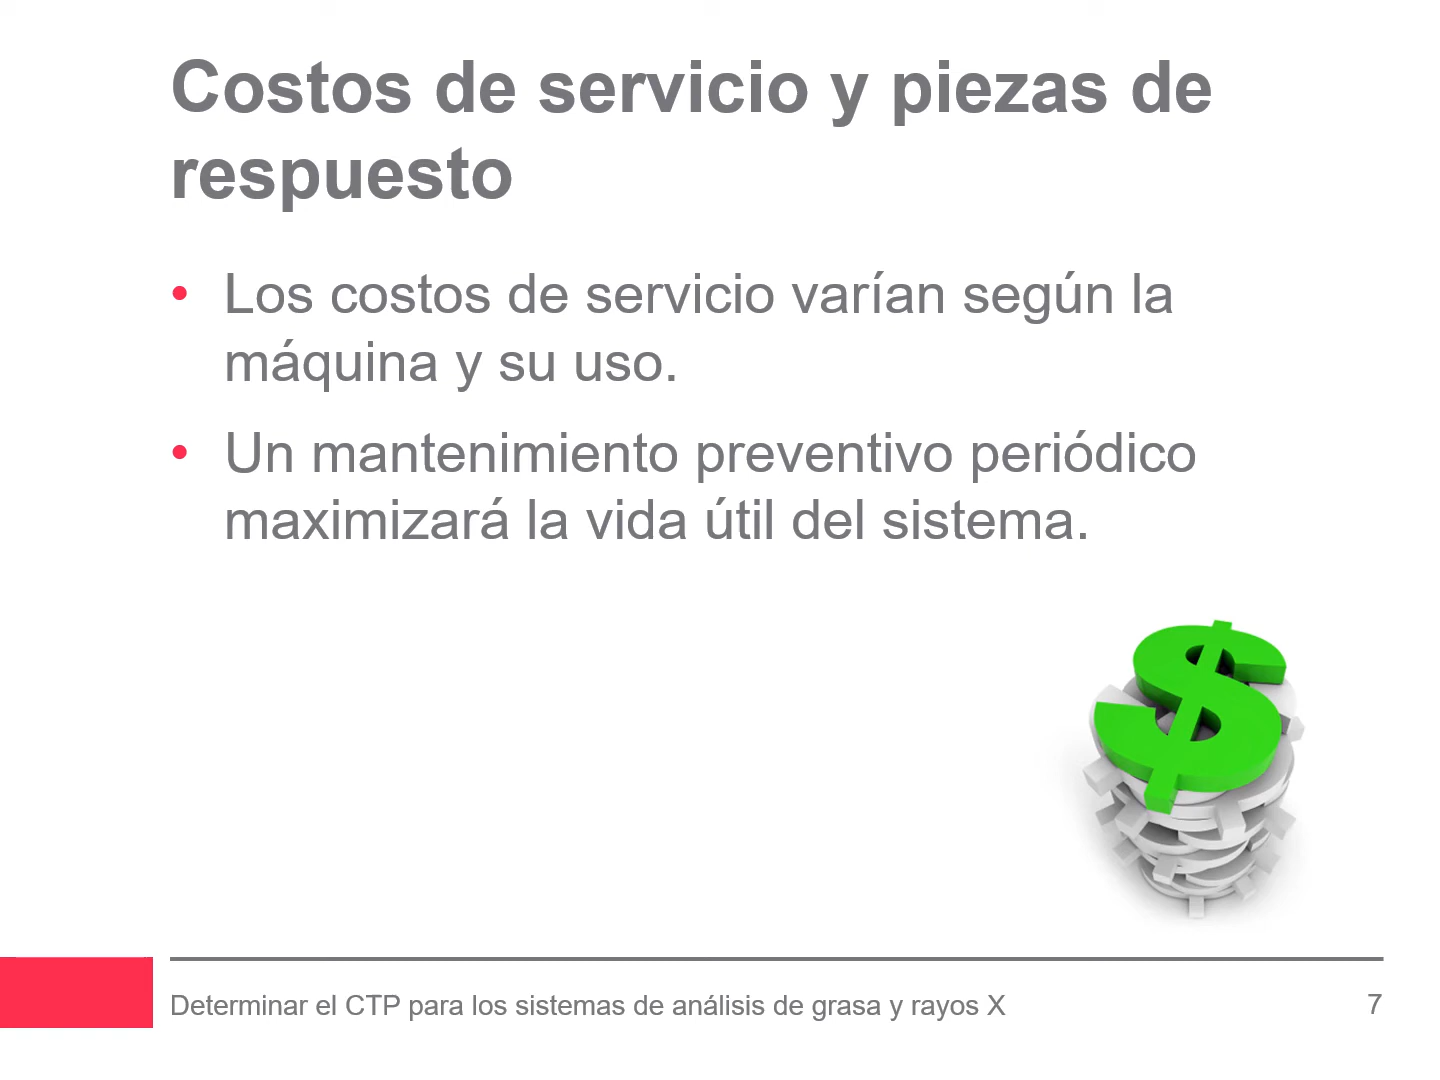 Costos de servicio y piezas de
respuesto
• Los costos de servicio varían según la
máquina y su uso.
• Un mantenimiento preventivo periódico
maximizará la vida útil del sistema.
Determinar el CTP para los sistemas de análisis de grasa y rayos X
7